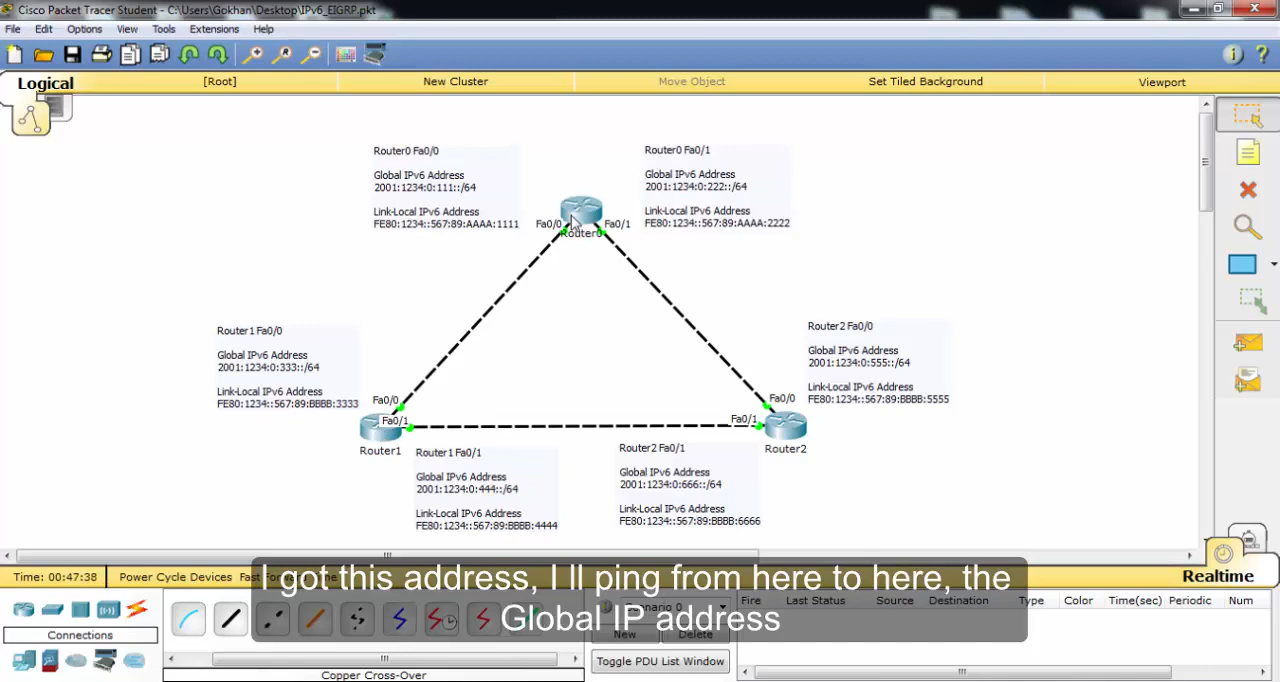 Cisco Packet Tracer Student - C:\Users\Gokhan\Desktop\IPv6_EIGRP.pkt
File Edit Options View Tools Extensions Help
Logical
[Root]
New Cluster
Move Object
Set Tiled Background
Viewport
Router0 Fa0/0
Global IPv6 Address
2001:1234:0:111::/64
Link-Local IPv6 Address
FE80:1234::567:89:AAAA:1111
Router0 Fa0/1
Global IPv6 Address
2001:1234:0:222::/64
Link-Local IPv6 Address
FE80:1234::567:89:AAAA:2222
Fa0/0
Fa0/1
Router0
Router1 Fa0/0
Global IPv6 Address
2001:1234:0:333::/64
Link-Local IPv6 Address
FE80:1234::567:89:BBBB:3333
Router2 Fa0/0
Global IPv6 Address
2001:1234:0:555::/64
Link-Local IPv6 Address
FE80:1234::567:89:BBBB:5555
Fa0/0
Fa0/1
Router1
Fa0/0
Fa0/1
Router2
Router1 Fa0/1
Global IPv6 Address
2001:1234:0:444::/64
Link-Local IPv6 Address
FE80:1234::567:89:BBBB:4444
Router2 Fa0/1
Global IPv6 Address
2001:1234:0:666::/64
Link-Local IPv6 Address
FE80:1234::567:89:BBBB:6666
I got this address, I ll ping from here to here, the
Global IP address
Time: 00:47:38
Power Cycle Devices
Realtime
Scenario 0
Fire Last Status Source Destination Type Color Time(sec) Periodic Num
Connections
New
Delete
Toggle PDU List Window
Copper Cross-Over